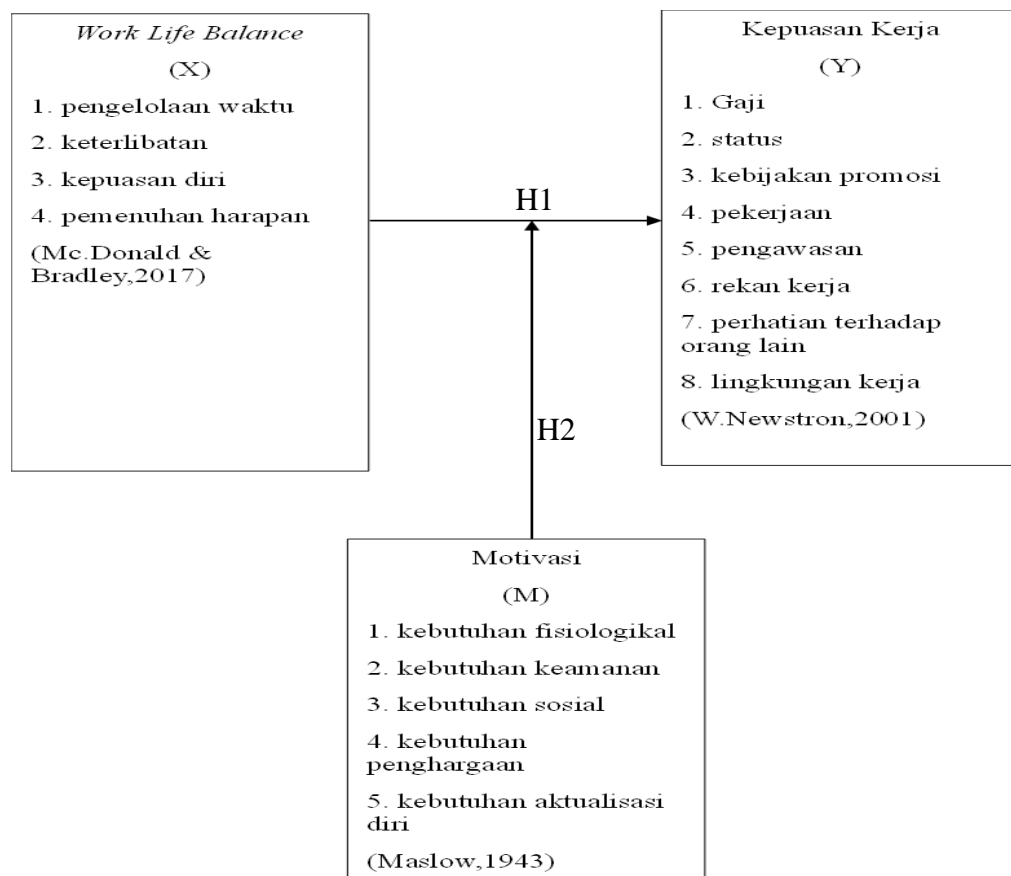 Work Life Balance
(X)
1. pengelolaan waktu
2. keterlibatan
3. kepuasan diri
4. pemenuhan harapan
(Mc.Donald &
Bradley,2017)
H1
Kepuasan Kerja
(Y)
1. Gaji
2. status
3. kebijakan promosi
4. pekerjaan
5. pengawasan
6. rekan kerja
7. perhatian terhadap
orang lain
8. lingkungan kerja
(W.Newstron,2001)
H2
Motivasi
(M)
1. kebutuhan fisiologikal
2. kebutuhan keamanan
3. kebutuhan sosial
4. kebutuhan
penghargaan
5. kebutuhan aktualisasi
diri
(Maslow,1943)